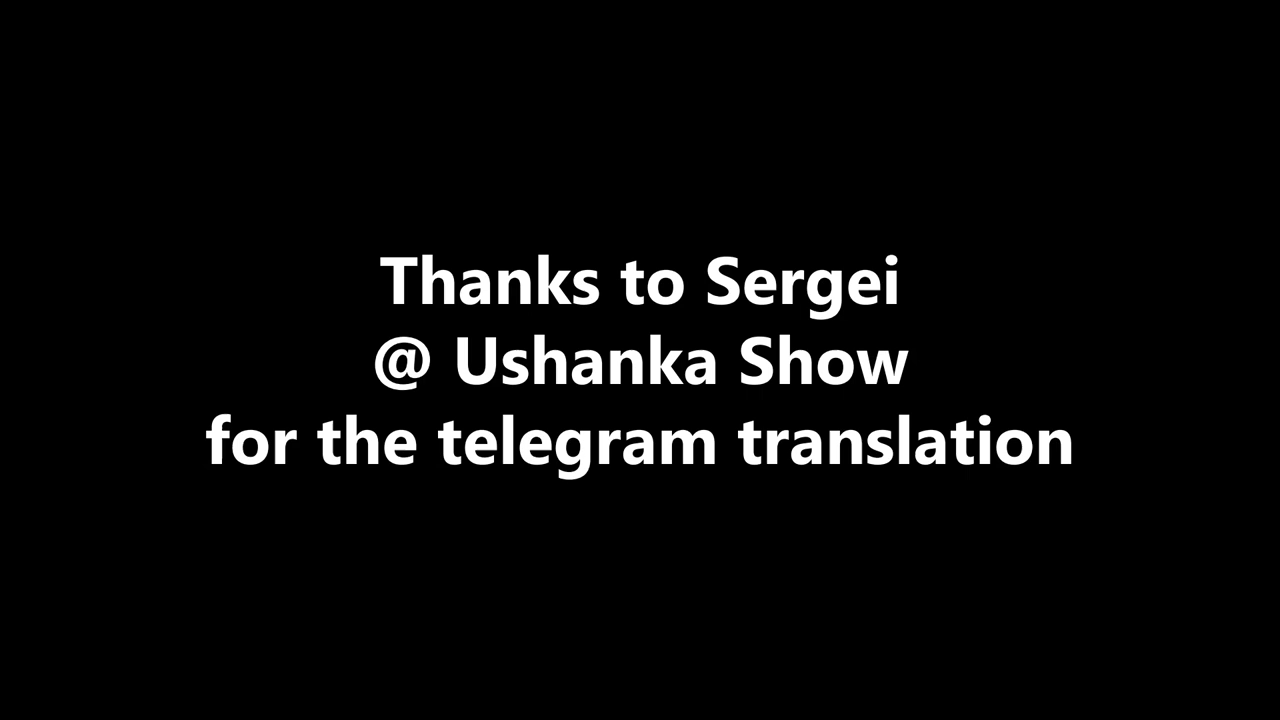 Thanks to Sergei
@ Ushanka Show
for the telegram translation